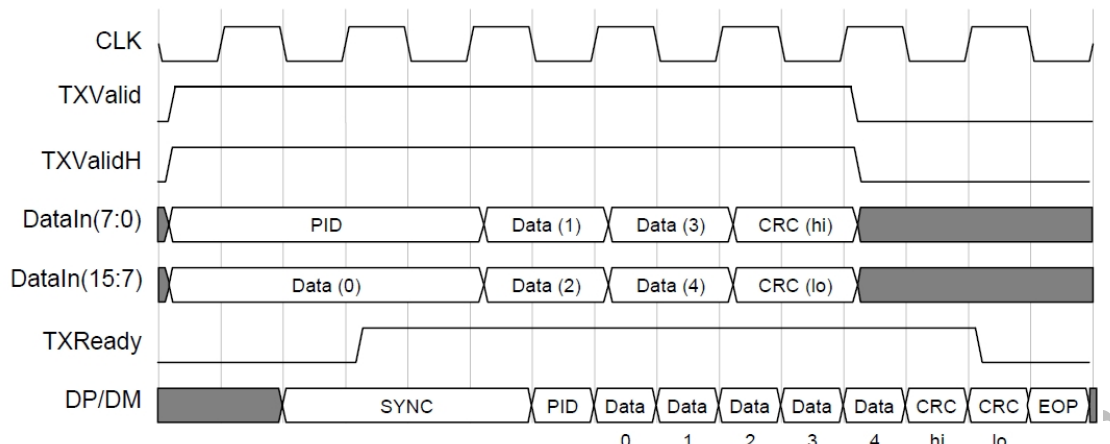 CLK
TXValid
TXValidH
DataIn(7:0) PID Data (1) Data (3) CRC (hi)
DataIn(15:7) Data (0) Data (2) Data (4) CRC (lo)
TXReady
DP/DM SYNC PID Data Data Data Data Data CRC CRC EOP
0 1 2 3 4 hi lo